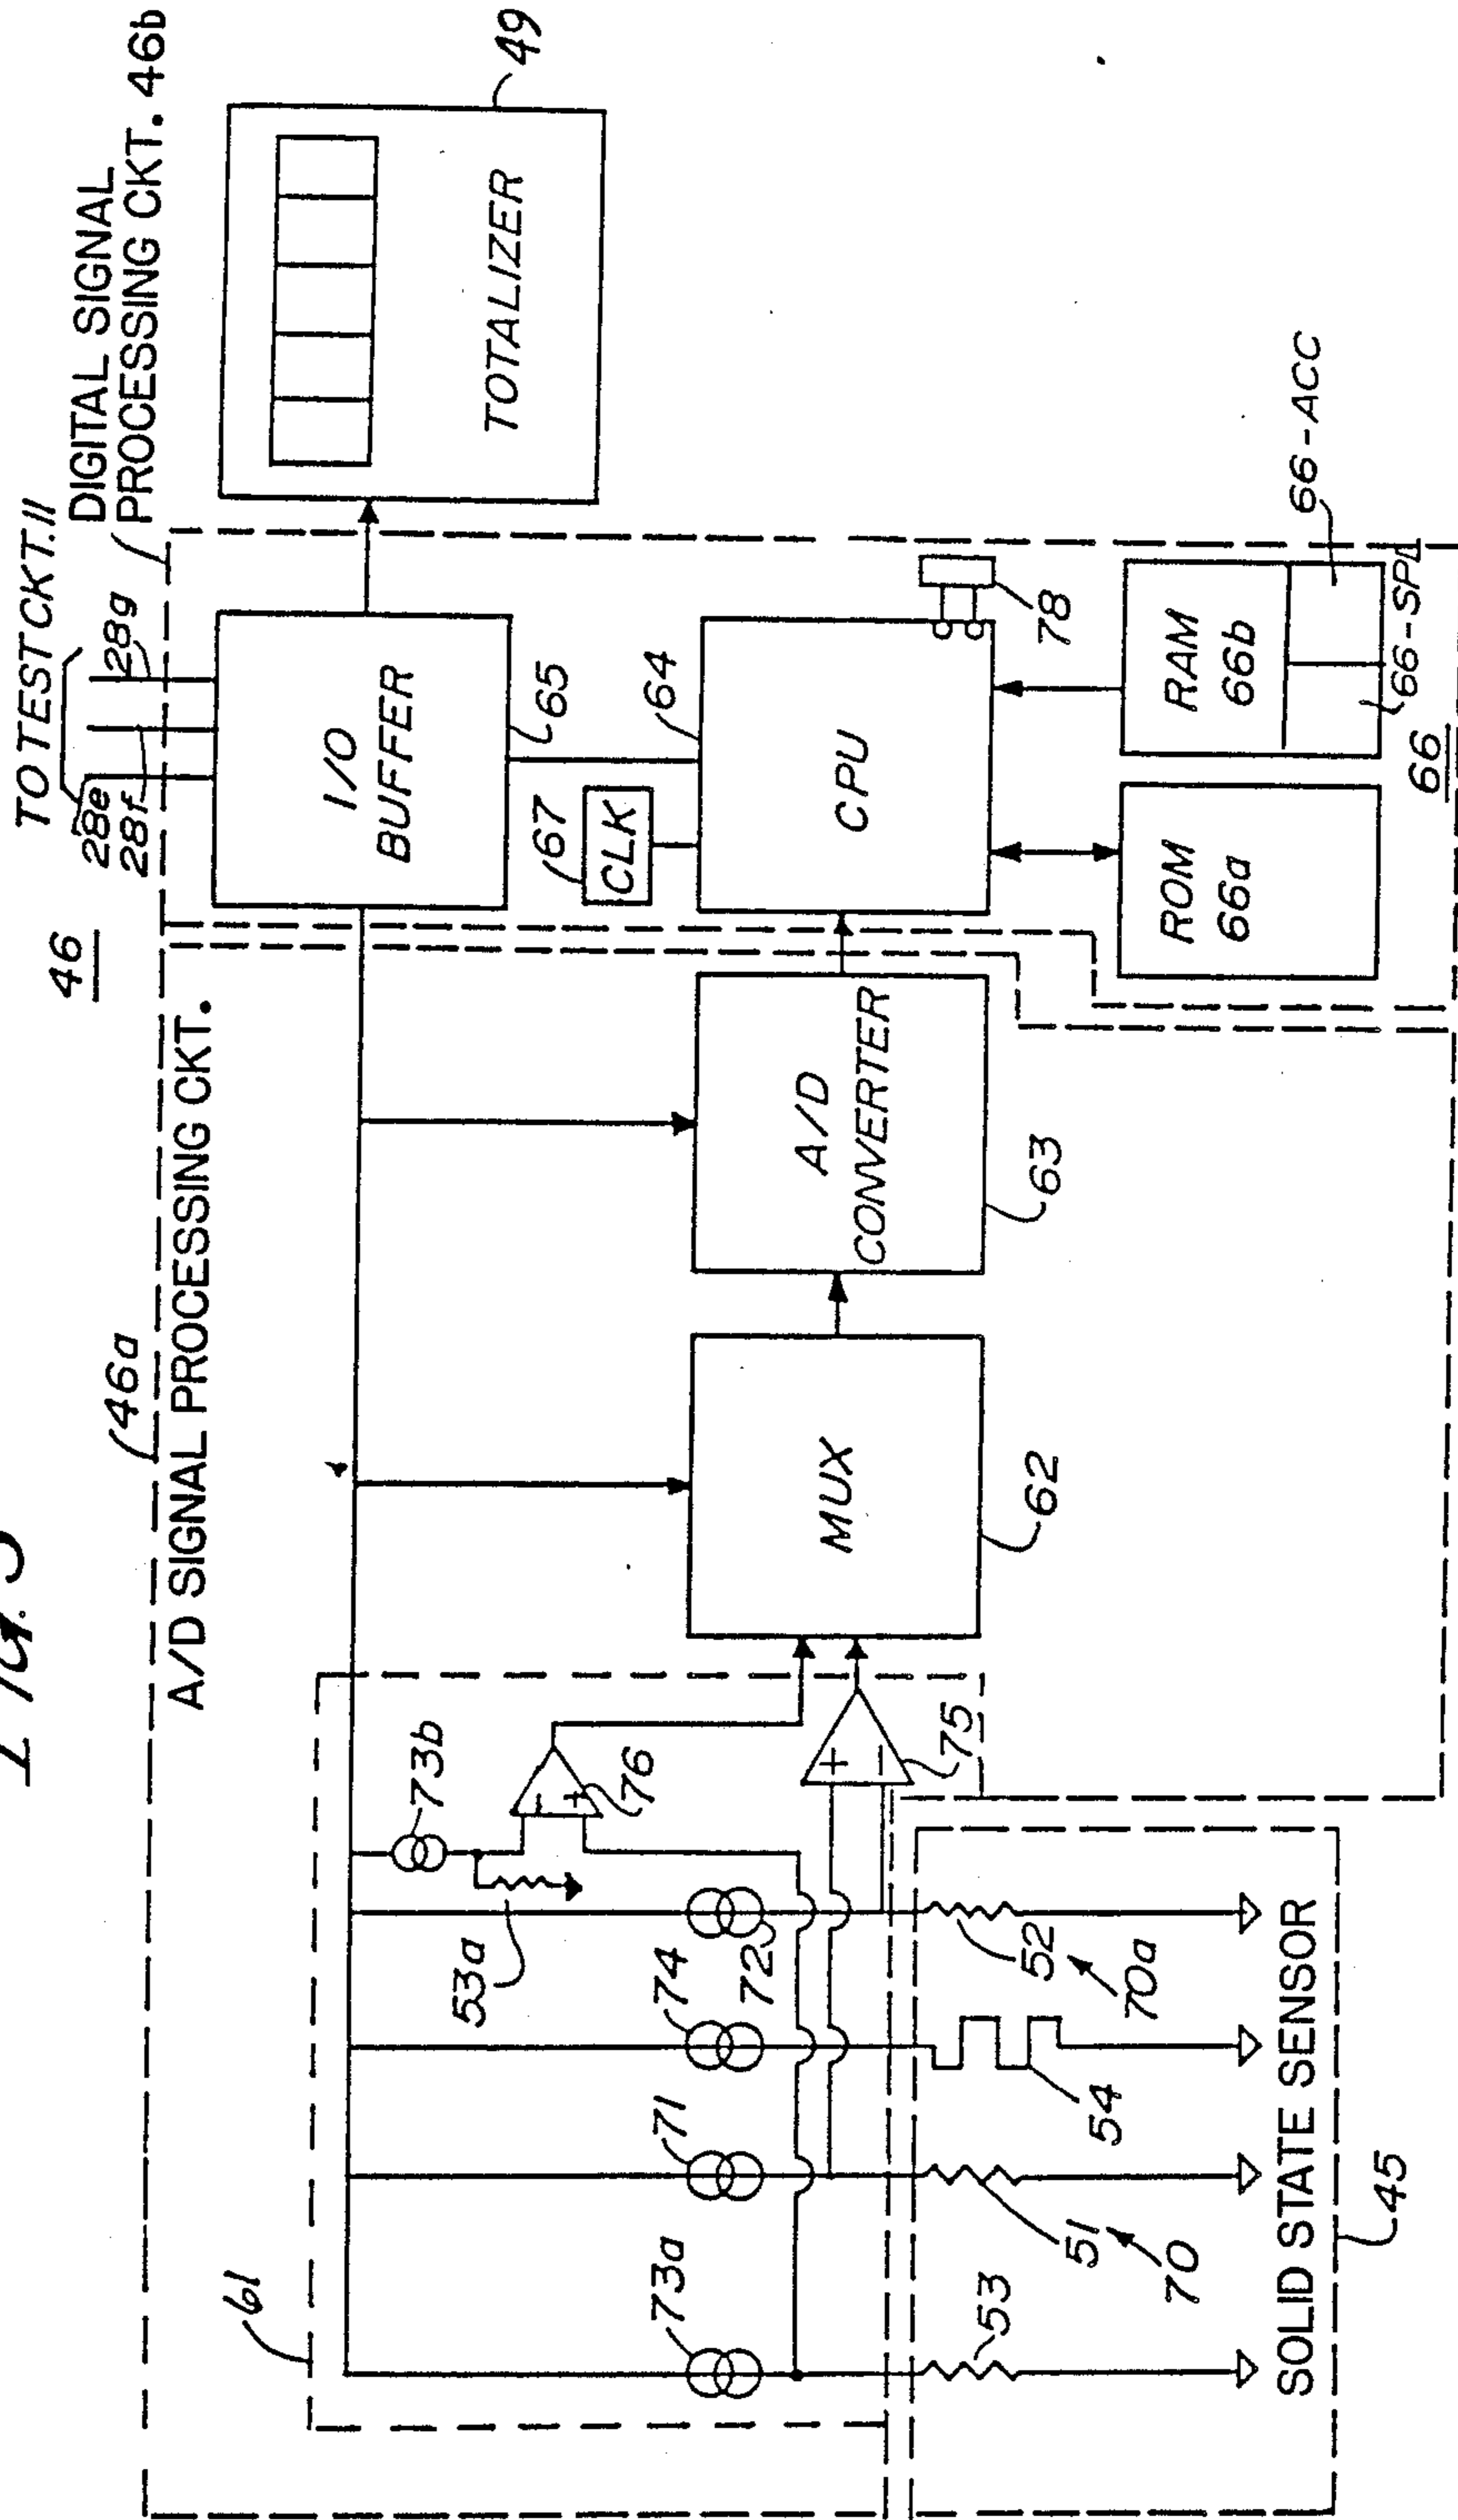 46
TO TEST CKT. 11
28e
28f
28g
DIGITAL SIGNAL
PROCESSING CKT. 46b
46a
A/D SIGNAL PROCESSING CKT.
61
73b
53a
76
I/O
BUFFER
65
TOTALIZER
49
73a
71
74
72
75
MUX
62
A/D
CONVERTER
63
67
CLK
64
CPU
78
53
51
70
54
52
70a
SOLID STATE SENSOR
45
ROM
66a
RAM
66b
66-ACC
66-SPL
66